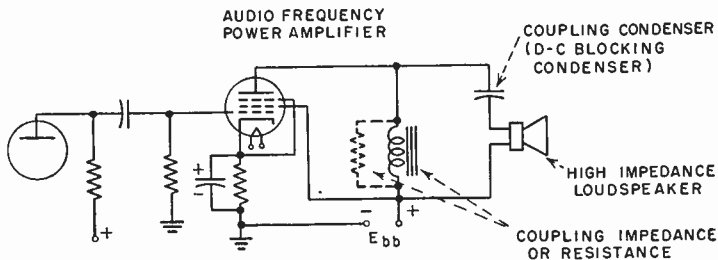 AUDIO FREQUENCY
POWER AMPLIFIER
COUPLING CONDENSER
(D-C BLOCKING
CONDENSER)
HIGH IMPEDANCE
LOUDSPEAKER
+
-
+
-
Ebb
+
COUPLING IMPEDANCE
OR RESISTANCE